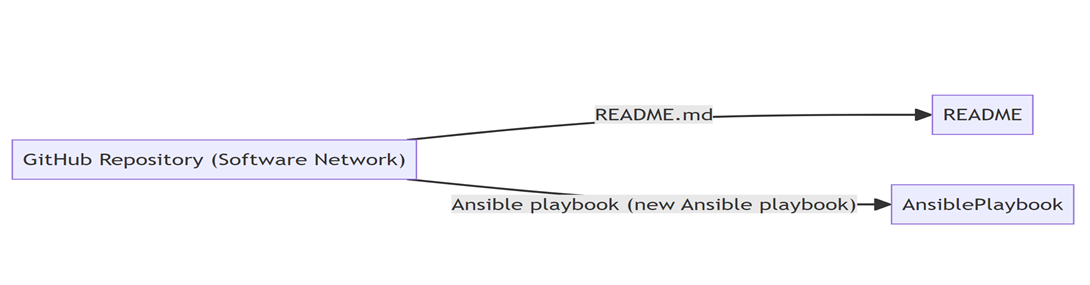 README.md
README
GitHub Repository (Software Network)
Ansible playbook (new Ansible playbook)
AnsiblePlaybook